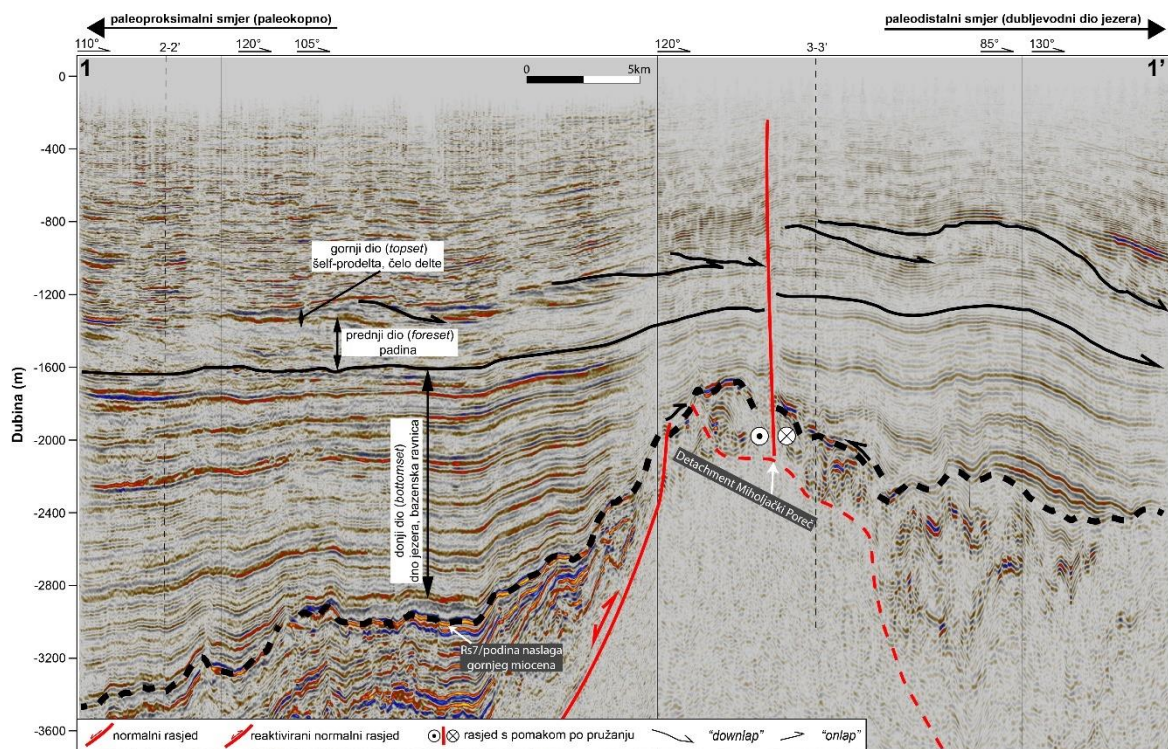 paleoproksimalni smjer (paleokopno)
paleodistalni smjer (dubljevodni dio jezera)
110°
2-2'
120°
105°
120°
3-3'
85°
130°
1
1'
0
5km
0
-400
-800
-1200
-1600
-2000
-2400
-2800
-3200
-3600
Dubina (m)
gornji dio (topset)
šelf-prodelta, čelo delte
prednji dio (foreset)
padina
donji dio (bottomset)
dno jezera, bazenska ravnica
Detachment Miholjački Poreč
Rs7/podina naslaga
gornjeg miocena
normalni rasjed
reaktivirani normalni rasjed
rasjed s pomakom po pružanju
"downlap"
"onlap"